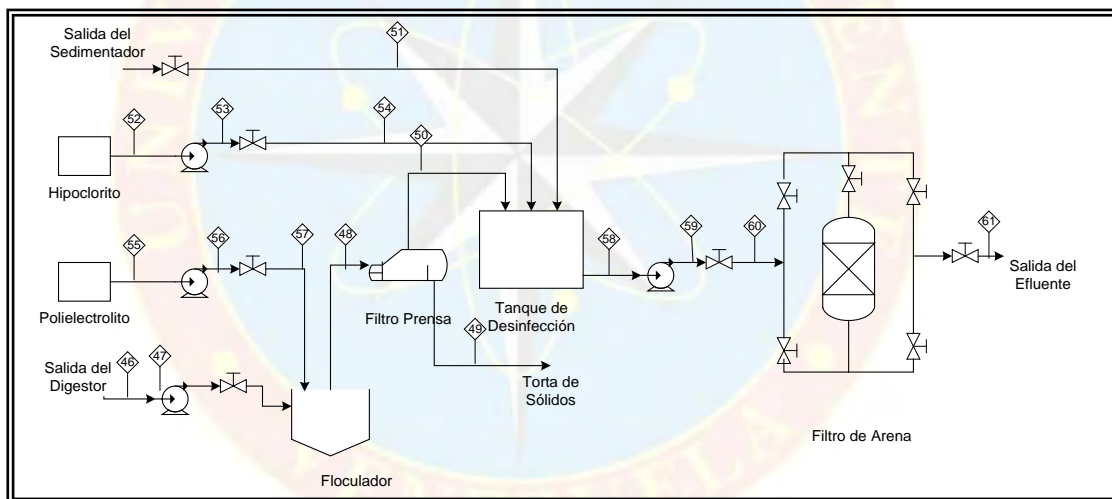 Salida del
Sedimentador
51
52
53
54
50
Hipoclorito
55
56
57
48
Polielectrolito
Filtro Prensa
Tanque de
Desinfección
58
59
60
61
Salida del
Efluente
Salida del
Digestor
46
47
49
Torta de
Sólidos
Floculador
Filtro de Arena